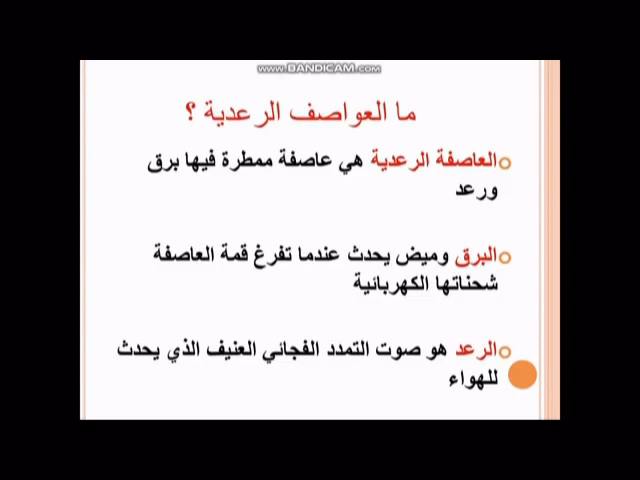 www.BANDICAM.com
ما العواصف الرعدية ؟
العاصفة الرعدية هي عاصفة ممطرة فيها برق
ورعد
البرق وميض يحدث عندما تفرغ قمة العاصفة
شحناتها الكهربائية
الرعد هو صوت التمدد الفجائي العنيف الذي يحدث
للهواء